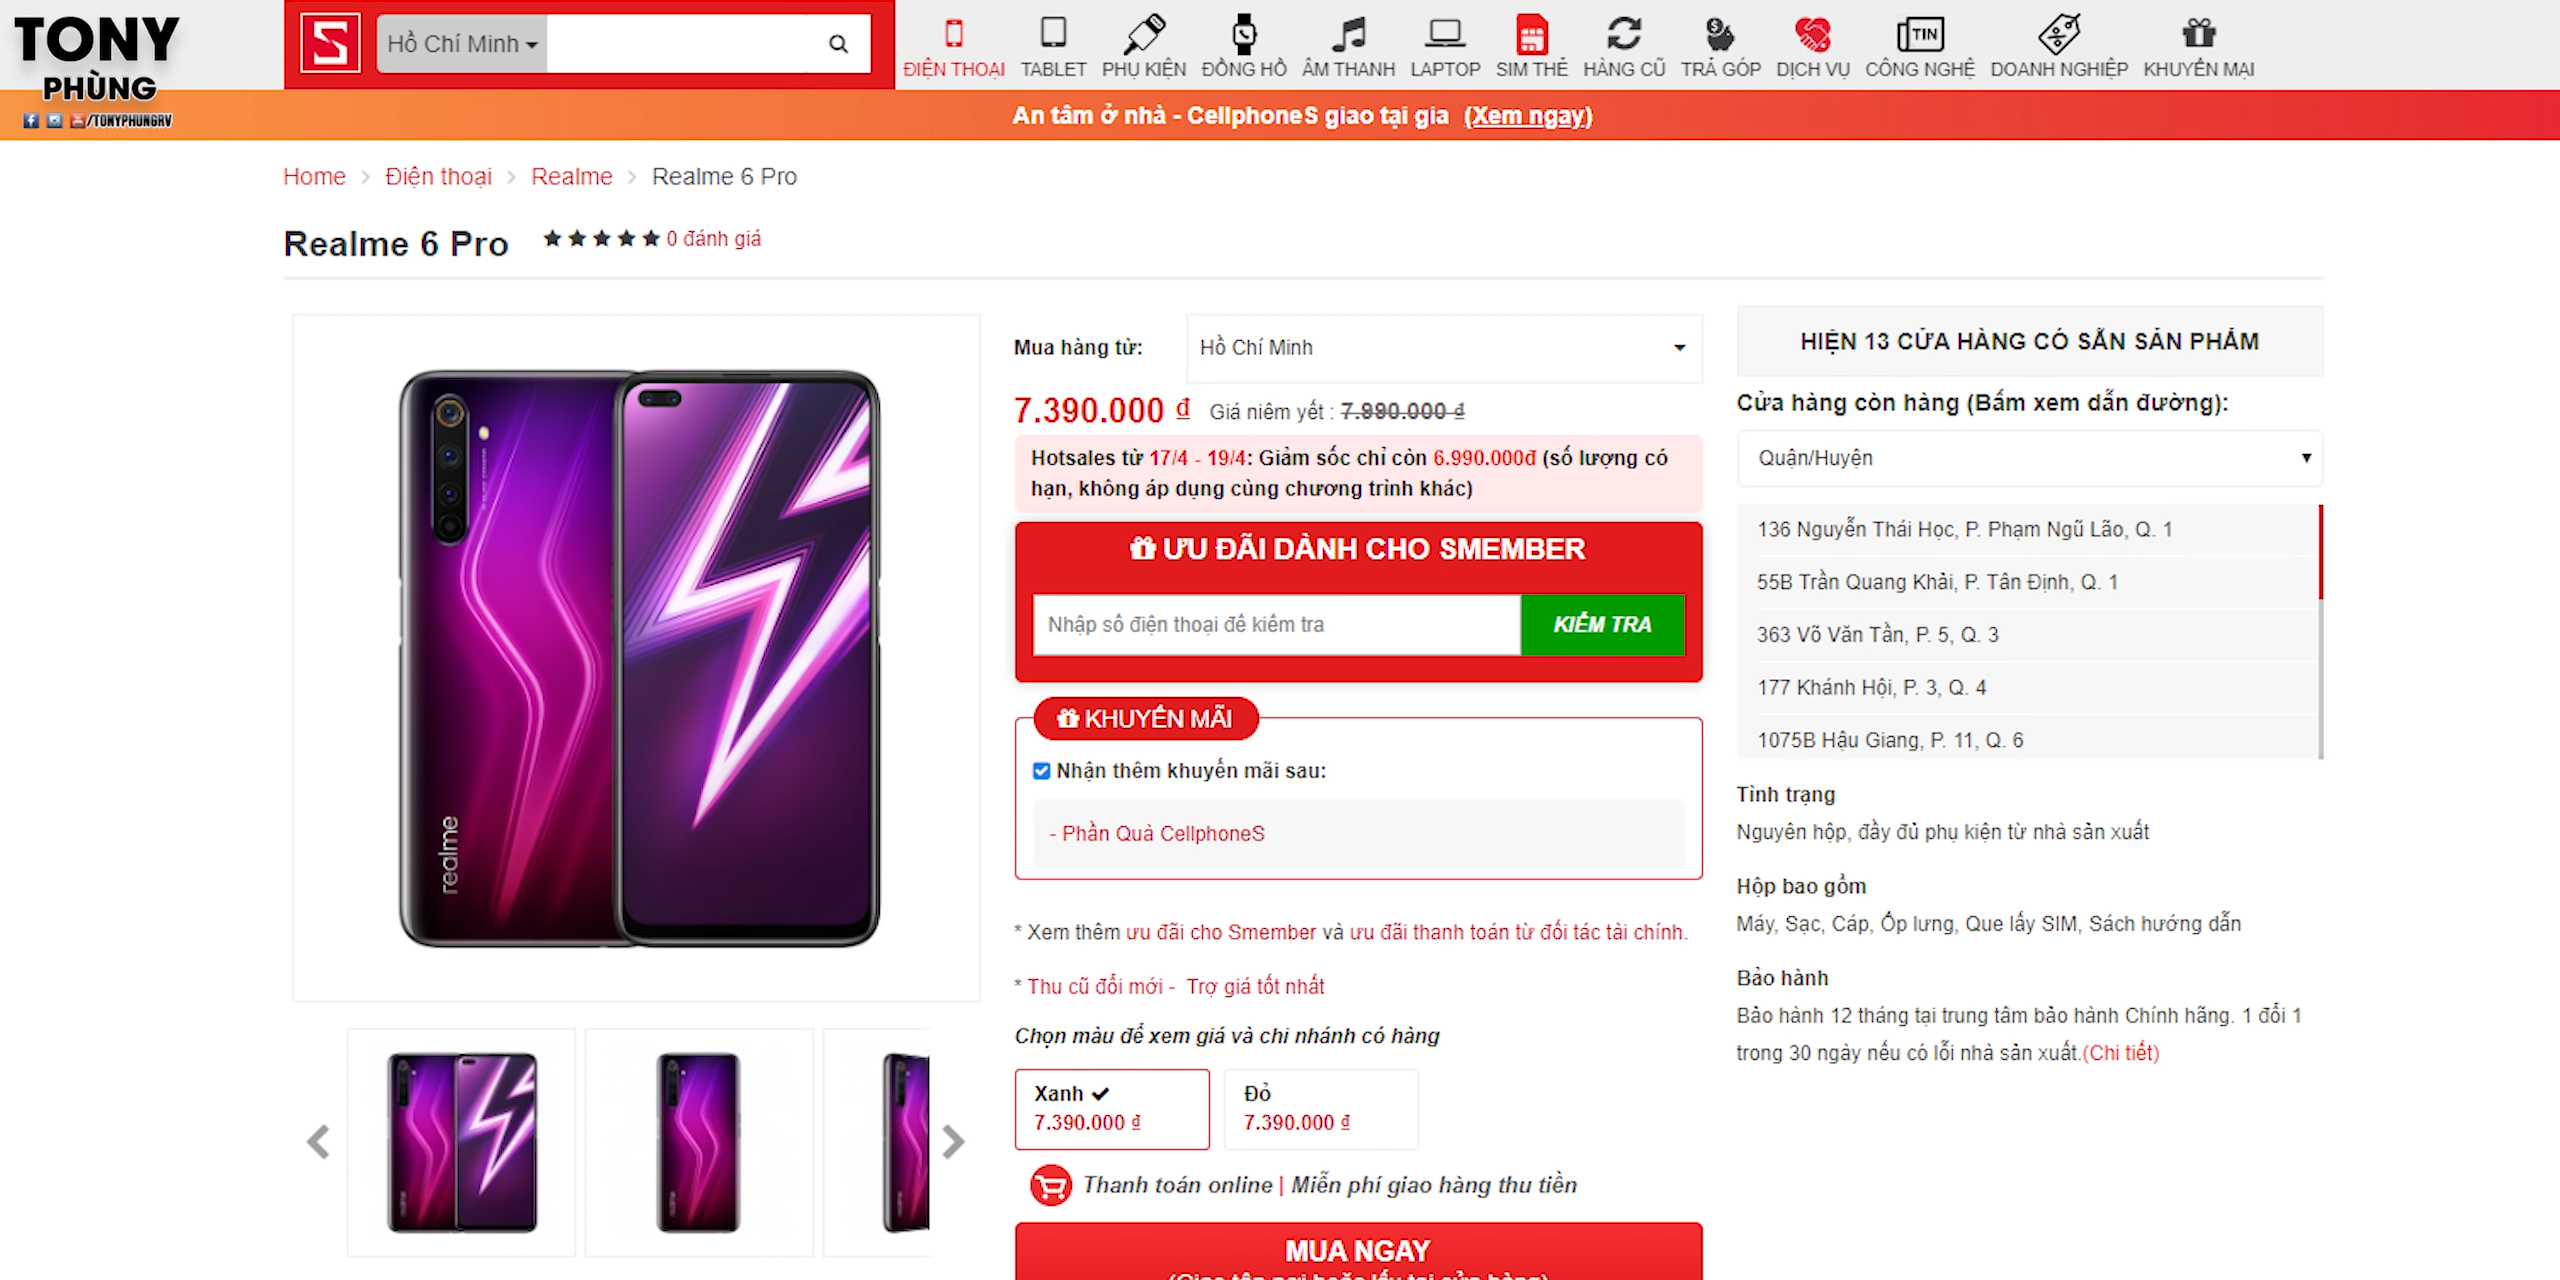 TONY
PHÙNG
/TONYPHUNGRV
S
Hồ Chí Minh
ĐIỆN THOẠI
TABLET
PHỤ KIỆN
ĐỒNG HỒ
ÂM THANH
LAPTOP
SIM THẺ
HÀNG CŨ
TRẢ GÓP
DỊCH VỤ
TIN
CÔNG NGHỆ
DOANH NGHIỆP
KHUYẾN MẠI
An tâm ở nhà - CellphoneS giao tại gia (Xem ngay)
Home > Điện thoại > Realme > Realme 6 Pro
Realme 6 Pro
0 đánh giá
realme
Mua hàng từ:
Hồ Chí Minh
7.390.000 ₫ Giá niêm yết : 7.990.000 ₫
Hotsales từ 17/4 - 19/4: Giảm sốc chỉ còn 6.990.000đ (số lượng có
hạn, không áp dụng cùng chương trình khác)
ƯU ĐÃI DÀNH CHO SMEMBER
Nhập số điện thoại để kiểm tra
KIỂM TRA
KHUYẾN MÃI
Nhận thêm khuyến mãi sau:
- Phần Quà CellphoneS
* Xem thêm ưu đãi cho Smember và ưu đãi thanh toán từ đối tác tài chính.
* Thu cũ đổi mới - Trợ giá tốt nhất
Chọn màu để xem giá và chi nhánh có hàng
Xanh
7.390.000 ₫
Đỏ
7.390.000 ₫
Thanh toán online | Miễn phí giao hàng thu tiền
MUA NGAY
(Giao tận nơi hoặc lấy tại cửa hàng)
HIỆN 13 CỬA HÀNG CÓ SẴN SẢN PHẨM
Cửa hàng còn hàng (Bấm xem dẫn đường):
Quận/Huyện
136 Nguyễn Thái Học, P. Phạm Ngũ Lão, Q. 1
55B Trần Quang Khải, P. Tân Định, Q. 1
363 Võ Văn Tần, P. 5, Q. 3
177 Khánh Hội, P. 3, Q. 4
1075B Hậu Giang, P. 11, Q. 6
Tình trạng
Nguyên hộp, đầy đủ phụ kiện từ nhà sản xuất
Hộp bao gồm
Máy, Sạc, Cáp, Ốp lưng, Que lấy SIM, Sách hướng dẫn
Bảo hành
Bảo hành 12 tháng tại trung tâm bảo hành Chính hãng. 1 đổi 1
trong 30 ngày nếu có lỗi nhà sản xuất.(Chi tiết)